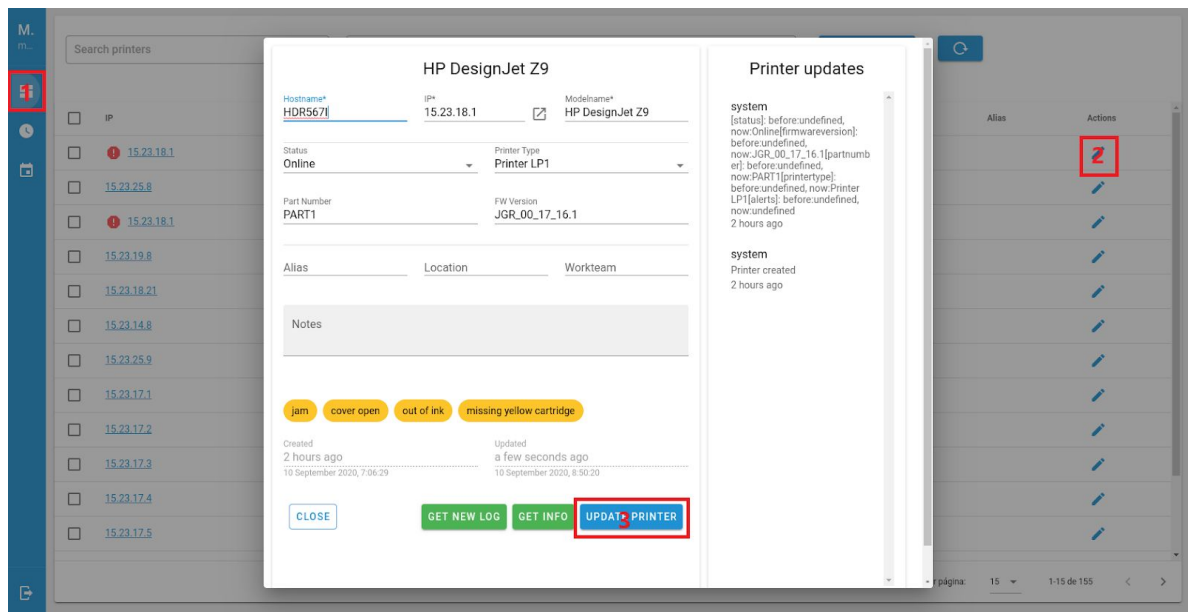 M.
m...
1
Search printers
IP
Alias
Actions
15.23.18.1
2
15.23.25.8
15.23.18.1
15.23.19.8
15.23.18.21
15.23.14.8
15.23.25.9
15.23.17.1
15.23.17.2
15.23.17.3
15.23.17.4
15.23.17.5
HP DesignJet Z9
Hostname*
HDR567I
IP*
15.23.18.1
Modelname*
HP DesignJet Z9
Status
Online
Printer Type
Printer LP1
Part Number
PART1
FW Version
JGR_00_17_16.1
Alias
Location
Workteam
Notes
jam
cover open
out of ink
missing yellow cartridge
Created
2 hours ago
10 September 2020, 7:06:29
Updated
a few seconds ago
10 September 2020, 8:50:20
CLOSE
GET NEW LOG
GET INFO
UPDATE PRINTER
3
Printer updates
system
[status]: before:undefined,
now:Online[firmwareversion]:
before:undefined,
now:JGR_00_17_16.1[partnumb
er]: before:undefined,
now:PART1[printertype]:
before:undefined, now:Printer
LP1[alerts]: before:undefined,
now:undefined
2 hours ago
system
Printer created
2 hours ago
r página:
15
1-15 de 155